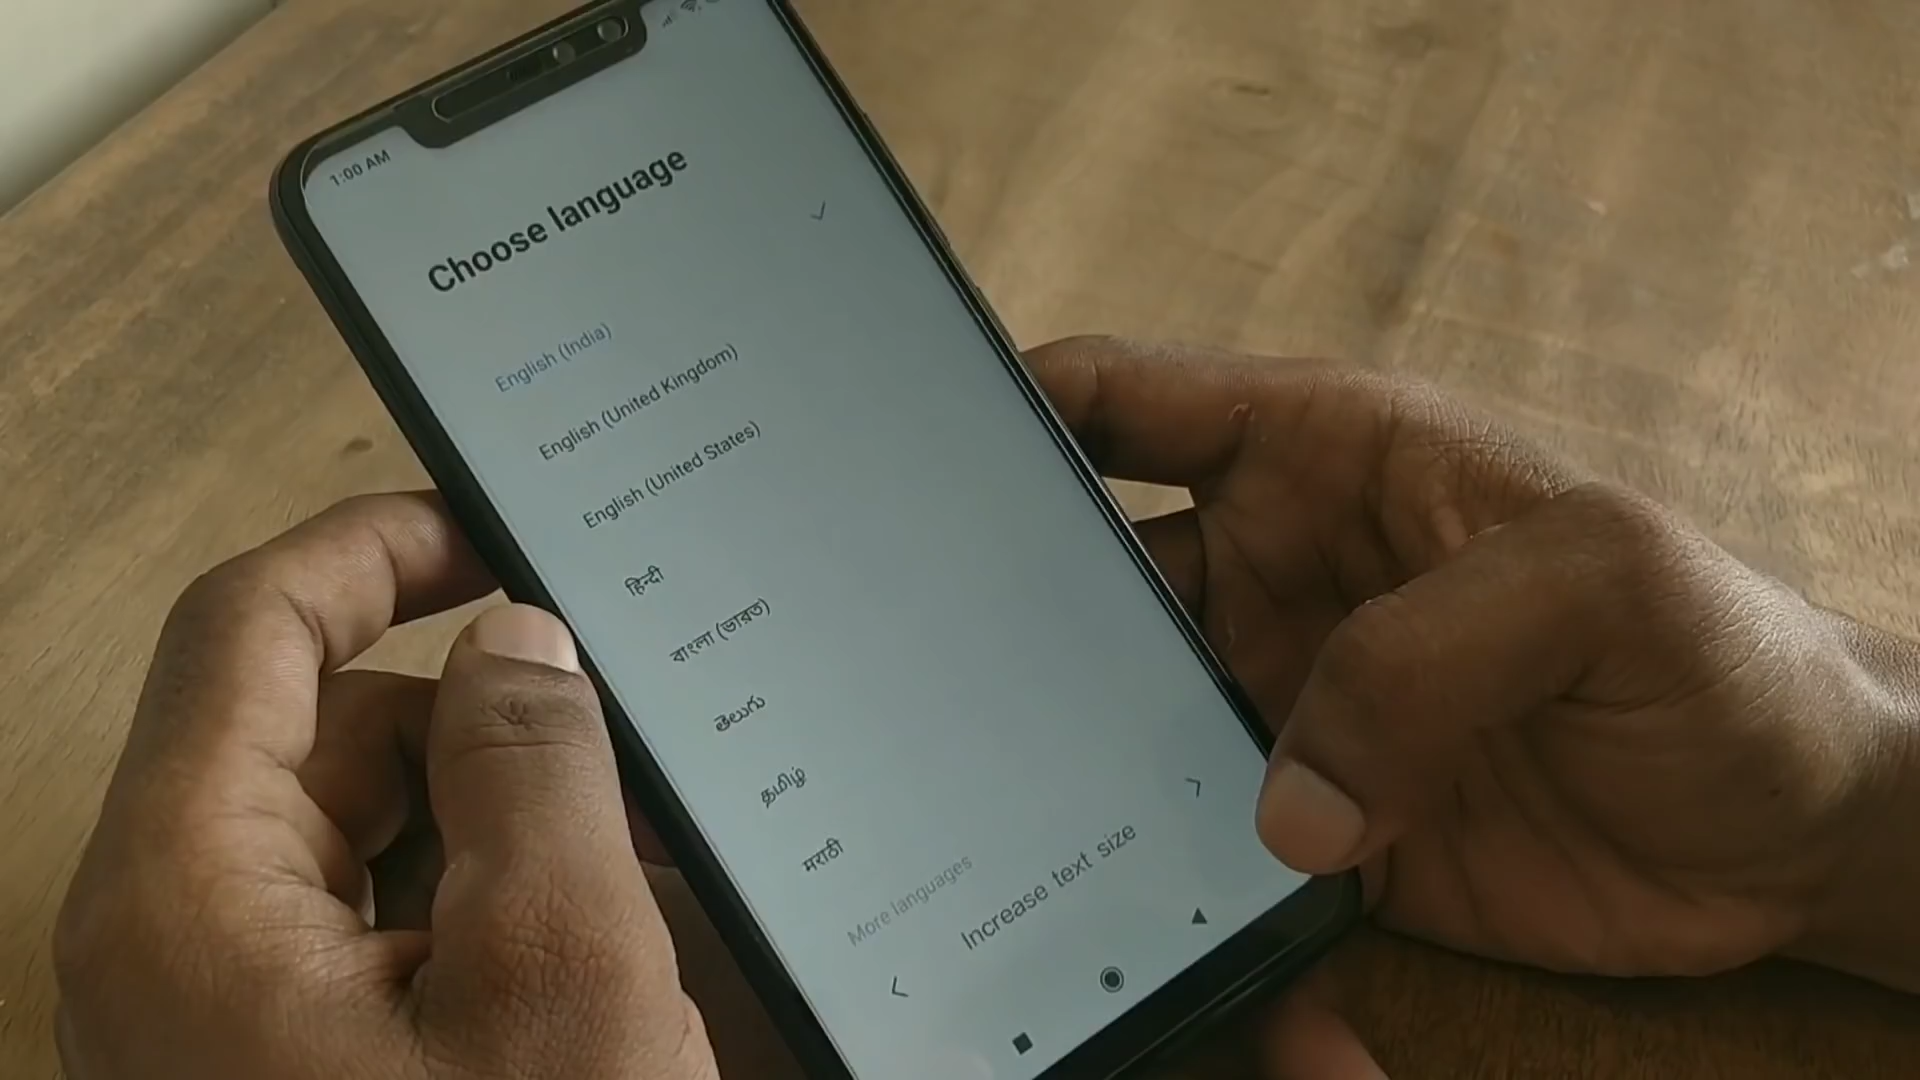 1:00 AM
Choose language
English (India)
English (United Kingdom)
English (United States)
हिन्दी
বাংলা (ভারত)
తెలుగు
தமிழ்
मराठी
More languages
Increase text size